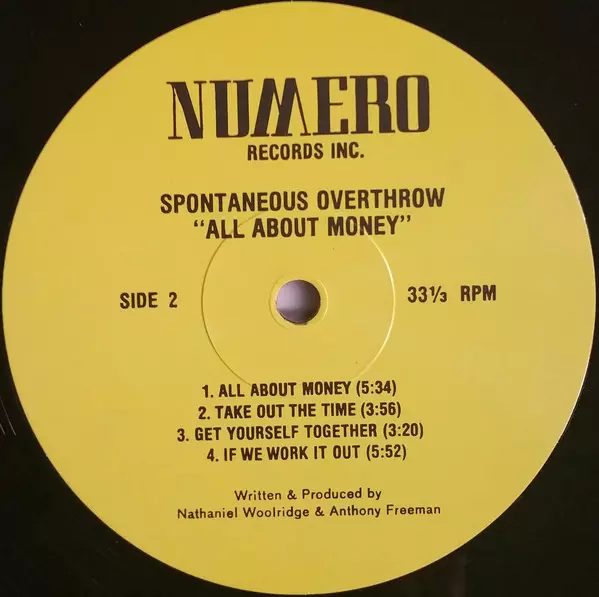 NUMERO
RECORDS INC.
SPONTANEOUS OVERTHROW
"ALL ABOUT MONEY"
SIDE 2
33⅓ RPM
1. ALL ABOUT MONEY (5:34)
2. TAKE OUT THE TIME (3:56)
3. GET YOURSELF TOGETHER (3:20)
4. IF WE WORK IT OUT (5:52)
Written & Produced by
Nathaniel Woolridge & Anthony Freeman